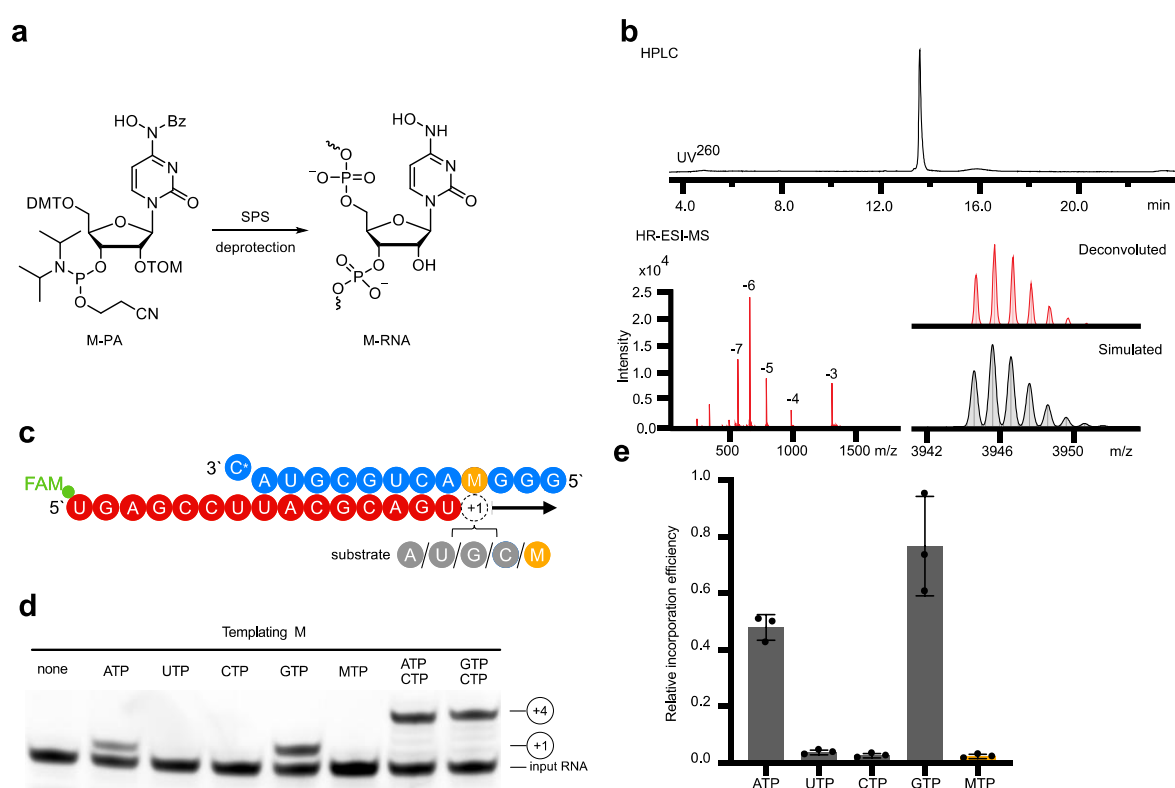 a
HO
N
Bz
N
N
O
DMTO
O
O
OTOM
N
P
O
CN
M-PA
SPS
deprotection
HO
NH
N
N
O
O
⁻O
P
O
O
O
OH
O
P
O⁻
O
O
M-RNA
b
HPLC
UV260
4.0 8.0 12.0 16.0 20.0 min
HR-ESI-MS
x10⁴
2.5
2.0
1.5
1.0
0.5
0.0
Intensity
-7
-6
-5
-4
-3
500 1000 1500 m/z
Deconvoluted
Simulated
3942 3946 3950 m/z
c
3` C* A U G C G U C A M G G G 5`
FAM
5` U G A G C C U U A C G C A G U +1
substrate A / U / G / C / M
d
Templating M
none ATP UTP CTP GTP MTP ATP CTP GTP CTP
+4
+1
input RNA
e
Relative incorporation efficiency
1.0
0.8
0.6
0.4
0.2
0.0
ATP UTP CTP GTP MTP